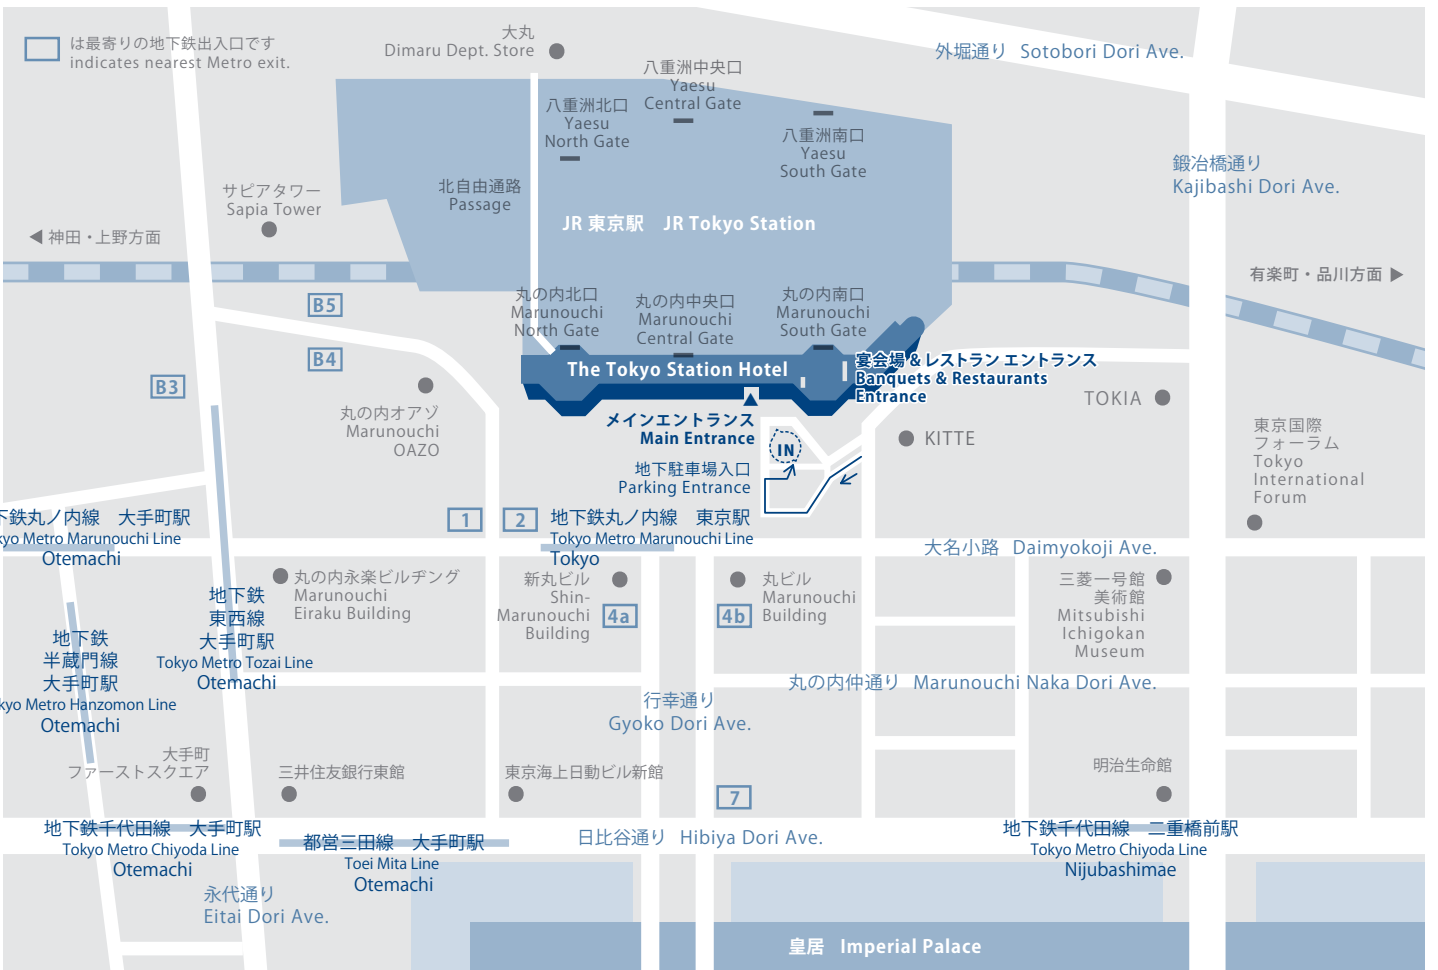 は最寄りの地下鉄出入口です
indicates nearest Metro exit.
大丸
Dimaru Dept. Store
外堀通り Sotobori Dori Ave.
八重洲中央口
Yaesu
Central Gate
八重洲北口
Yaesu
North Gate
八重洲南口
Yaesu
South Gate
鍛冶橋通り
Kajibashi Dori Ave.
サピアタワー
Sapia Tower
北自由通路
Passage
JR 東京駅 JR Tokyo Station
◀ 神田・上野方面
有楽町・品川方面 ▶
B5
B4
B3
丸の内北口
Marunouchi
North Gate
丸の内中央口
Marunouchi
Central Gate
丸の内南口
Marunouchi
South Gate
The Tokyo Station Hotel
宴会場 & レストラン エントランス
Banquets & Restaurants
Entrance
丸の内オアゾ
Marunouchi
OAZO
メインエントランス
Main Entrance
IN
地下駐車場入口
Parking Entrance
KITTE
TOKIA
東京国際
フォーラム
Tokyo
International
Forum
下鉄丸ノ内線 大手町駅
kyo Metro Marunouchi Line
Otemachi
1
2
地下鉄丸ノ内線 東京駅
Tokyo Metro Marunouchi Line
Tokyo
大名小路 Daimyokoji Ave.
丸の内永楽ビルヂング
Marunouchi
Eiraku Building
新丸ビル
Shin-
Marunouchi
Building
4a
4b
丸ビル
Marunouchi
Building
三菱一号館
美術館
Mitsubishi
Ichigokan
Museum
地下鉄
東西線
大手町駅
Tokyo Metro Tozai Line
Otemachi
地下鉄
半蔵門線
大手町駅
kyo Metro Hanzomon Line
Otemachi
丸の内仲通り Marunouchi Naka Dori Ave.
行幸通り
Gyoko Dori Ave.
大手町
ファーストスクエア
三井住友銀行東館
東京海上日動ビル新館
7
明治生命館
地下鉄千代田線 大手町駅
Tokyo Metro Chiyoda Line
Otemachi
都営三田線 大手町駅
Toei Mita Line
Otemachi
日比谷通り Hibiya Dori Ave.
地下鉄千代田線 二重橋前駅
Tokyo Metro Chiyoda Line
Nijubashimae
永代通り
Eitai Dori Ave.
皇居 Imperial Palace